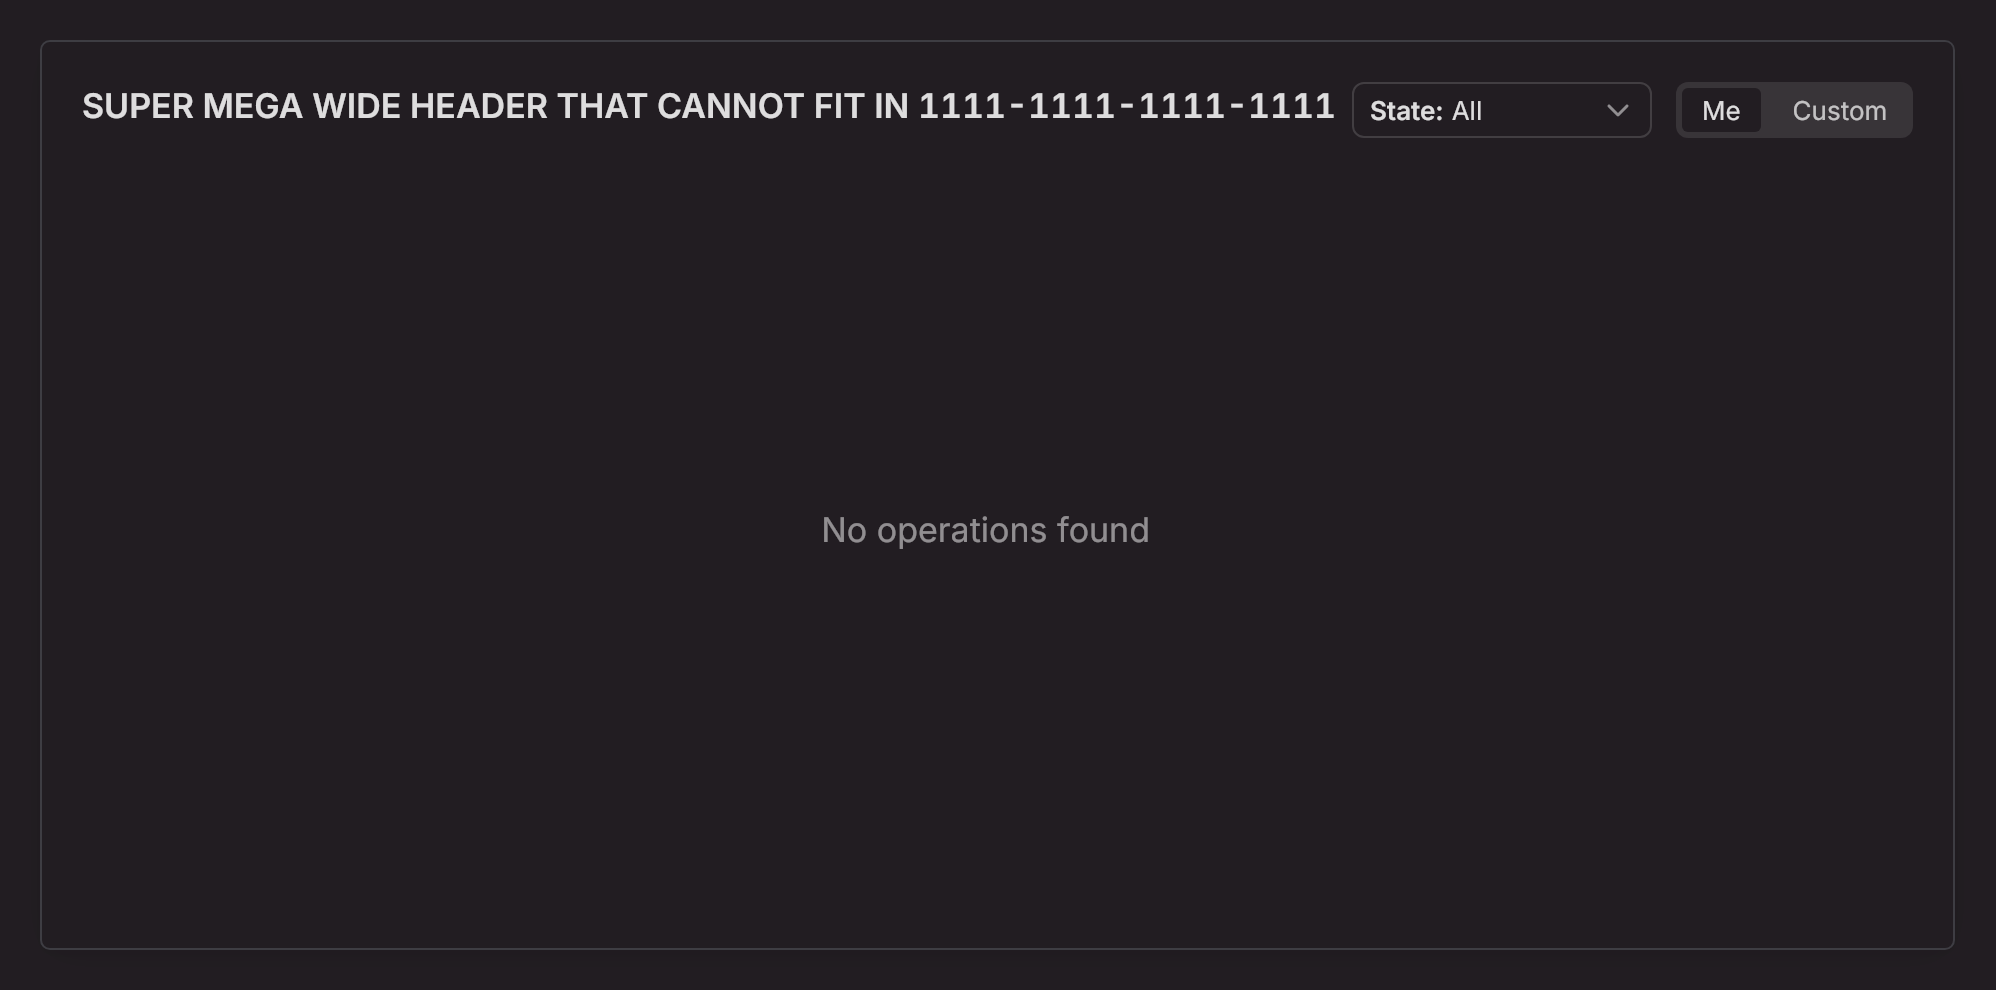 SUPER MEGA WIDE HEADER THAT CANNOT FIT IN 1111-1111-1111-1111
State: All
Me
Custom
No operations found